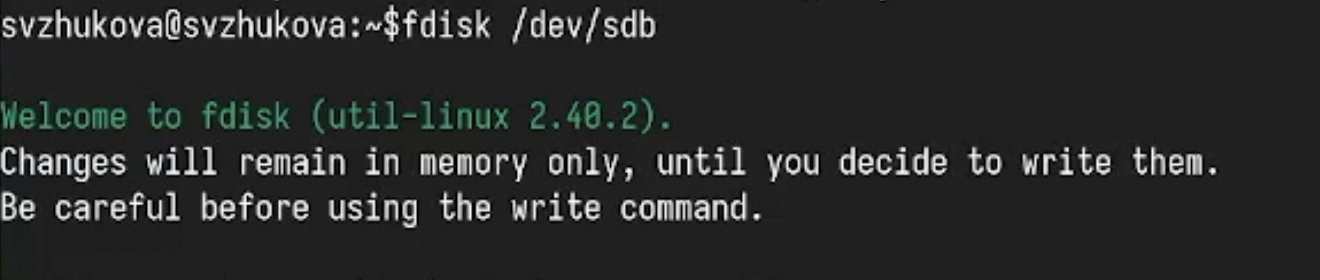 svzhukova@svzhukova:~$fdisk /dev/sdb
Welcome to fdisk (util-linux 2.40.2).
Changes will remain in memory only, until you decide to write them.
Be careful before using the write command.